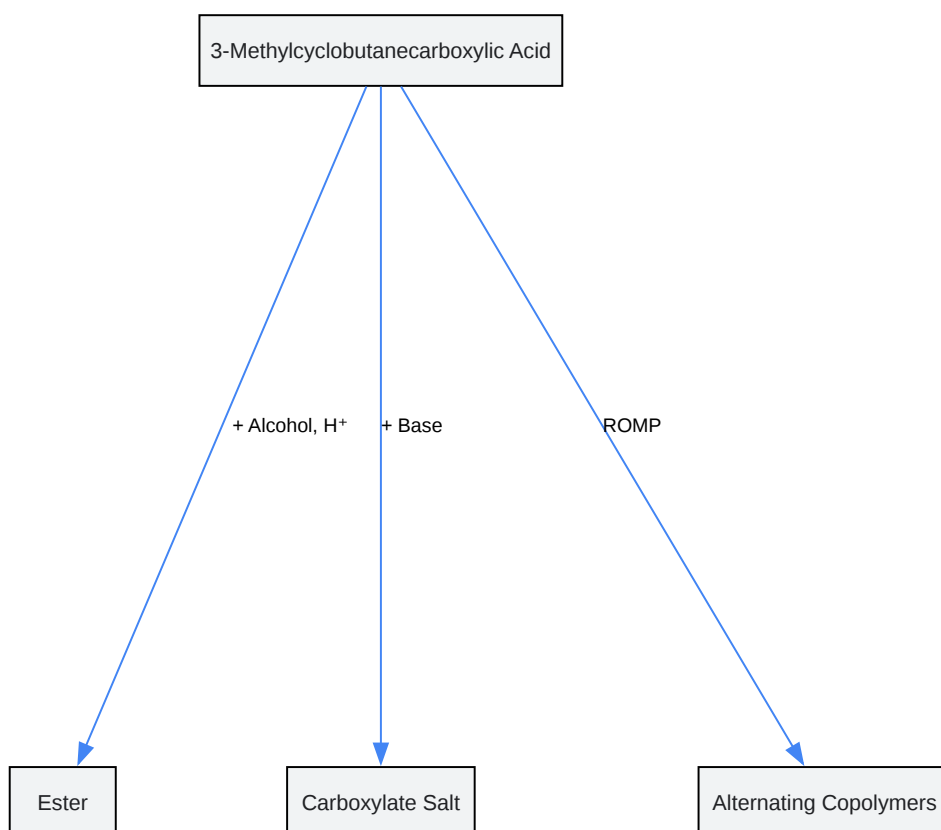 3-Methylcyclobutanecarboxylic Acid
+ Alcohol, H⁺
+ Base
ROMP
Ester
Carboxylate Salt
Alternating Copolymers